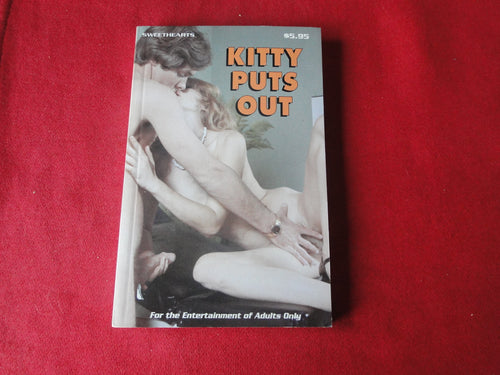 SWEETHEARTS
$5.95
KITTY
PUTS
OUT
For the Entertainment of Adults Only